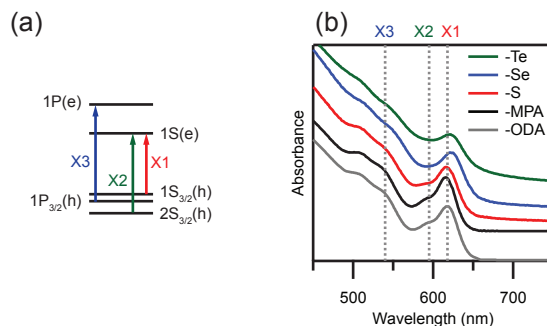 (a)
1P(e)
1S(e)
X3
X2
X1
1S3/2(h)
1P3/2(h)
2S3/2(h)
(b)
X3 X2 X1
-Te
-Se
-S
-MPA
-ODA
Absorbance
500 600 700
Wavelength (nm)